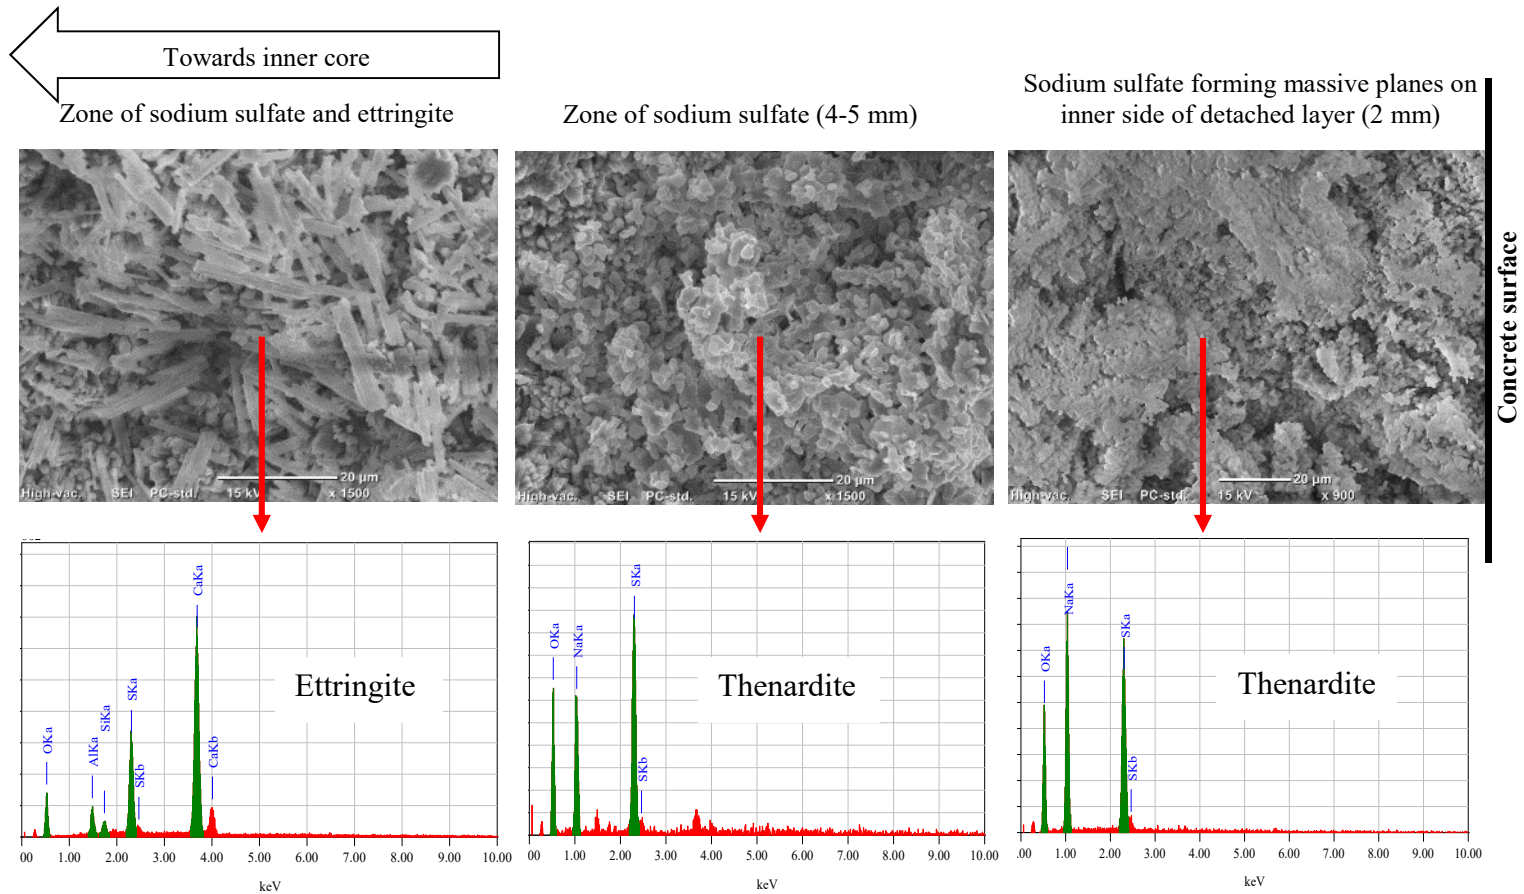 Towards inner core
Zone of sodium sulfate and ettringite
Zone of sodium sulfate (4-5 mm)
Sodium sulfate forming massive planes on
inner side of detached layer (2 mm)
Concrete surface
20 µm
High-vac. SEI PC-std. 15 kV x 1500
20 µm
High-vac. SEI PC-std. 15 kV x 1500
20 µm
High-vac. SEI PC-std. 15 kV x 900
OKa
AlKa
SiKa
SKa
SKb
CaKa
CaKb
Ettringite
00 1.00 2.00 3.00 4.00 5.00 6.00 7.00 8.00 9.00 10.00
keV
OKa
NaKa
SKa
SKb
Thenardite
00 1.00 2.00 3.00 4.00 5.00 6.00 7.00 8.00 9.00 10.00
keV
OKa
NaKa
SKa
SKb
Thenardite
.00 1.00 2.00 3.00 4.00 5.00 6.00 7.00 8.00 9.00 10.00
keV